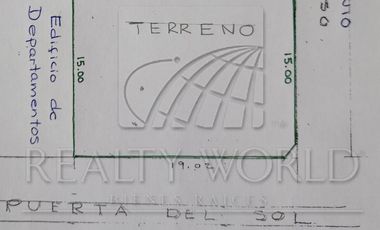 TERRENO
15.00
15.00
Edificio de
Departamentos
19.02
REALTY WORLD
BIENES RAICES
PUERTA DEL SOL